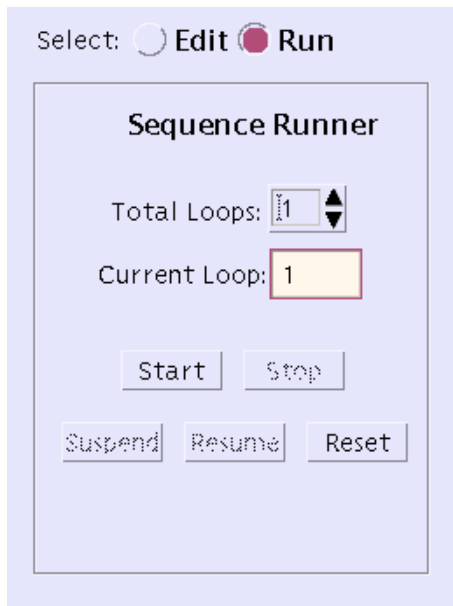 Select: Edit Run
Sequence Runner
Total Loops: 1
Current Loop: 1
Start Stop
Suspend Resume Reset